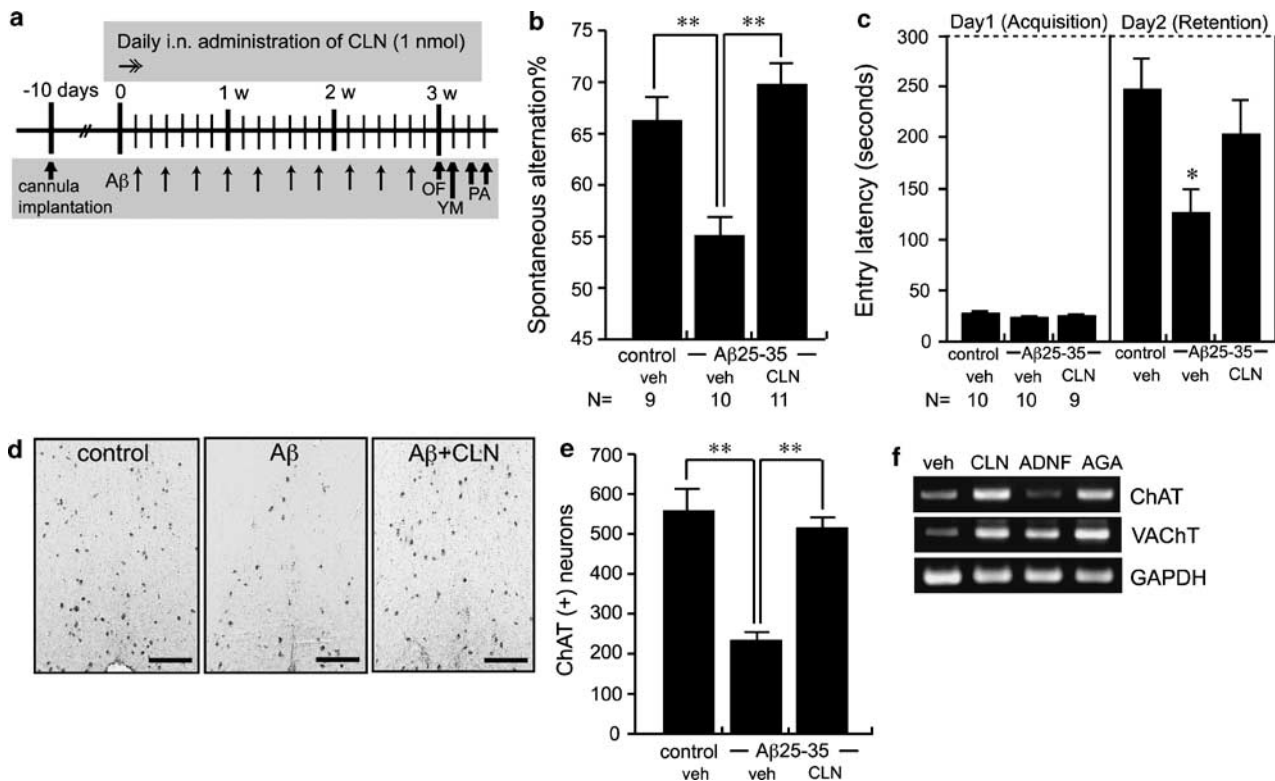 a
Daily i.n. administration of CLN (1 nmol)
-10 days 0 1 w 2 w 3 w
cannula implantation
Aβ
OF
YM
PA
b
Spontaneous alternation%
75
70
65
60
55
50
45
** **
control —Aβ25-35—
veh veh CLN
N= 9 10 11
c
Day1 (Acquisition) Day2 (Retention)
Entry latency (seconds)
300
250
200
150
100
50
0
*
control —Aβ25-35— control —Aβ25-35—
veh veh CLN veh veh CLN
N= 10 10 9
d
control Aβ Aβ+CLN
e
ChAT (+) neurons
700
600
500
400
300
200
100
0
** **
control —Aβ25-35—
veh veh CLN
f
veh CLN ADNF AGA
ChAT
VAChT
GAPDH